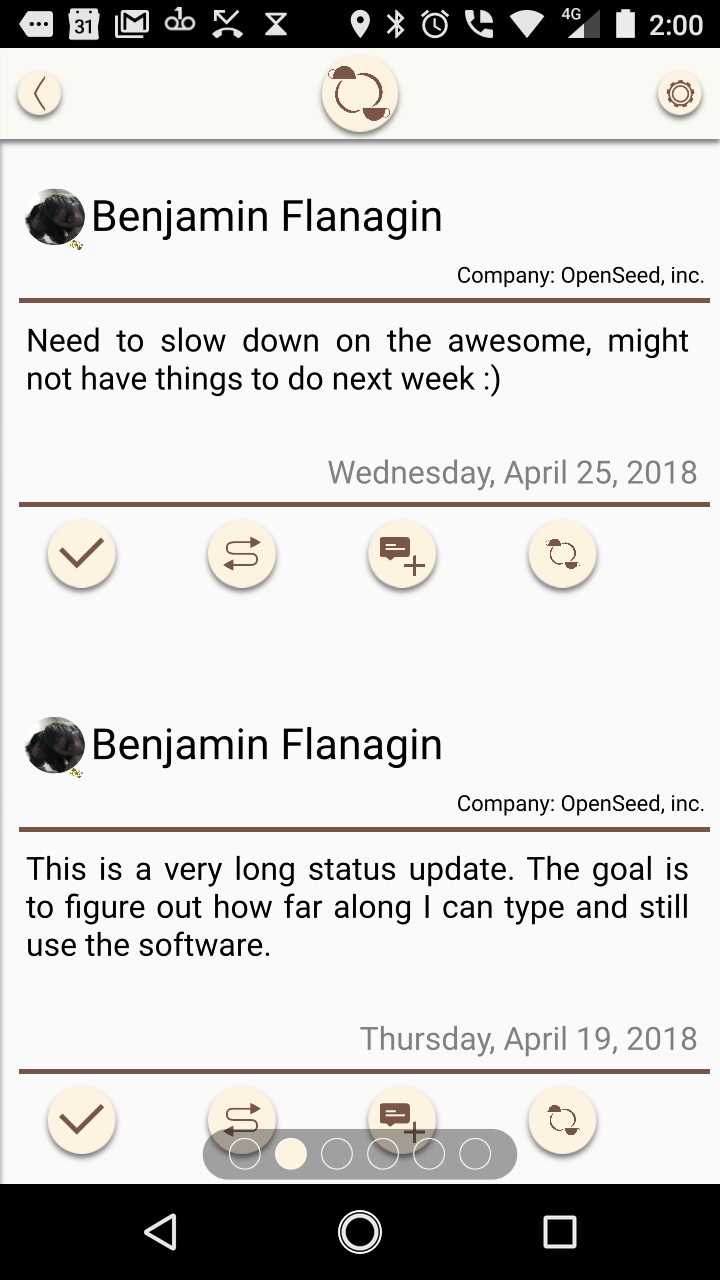 31
4G
2:00
Benjamin Flanagin
Company: OpenSeed, inc.
Need to slow down on the awesome, might
not have things to do next week :)
Wednesday, April 25, 2018
Benjamin Flanagin
Company: OpenSeed, inc.
This is a very long status update. The goal is
to figure out how far along I can type and still
use the software.
Thursday, April 19, 2018